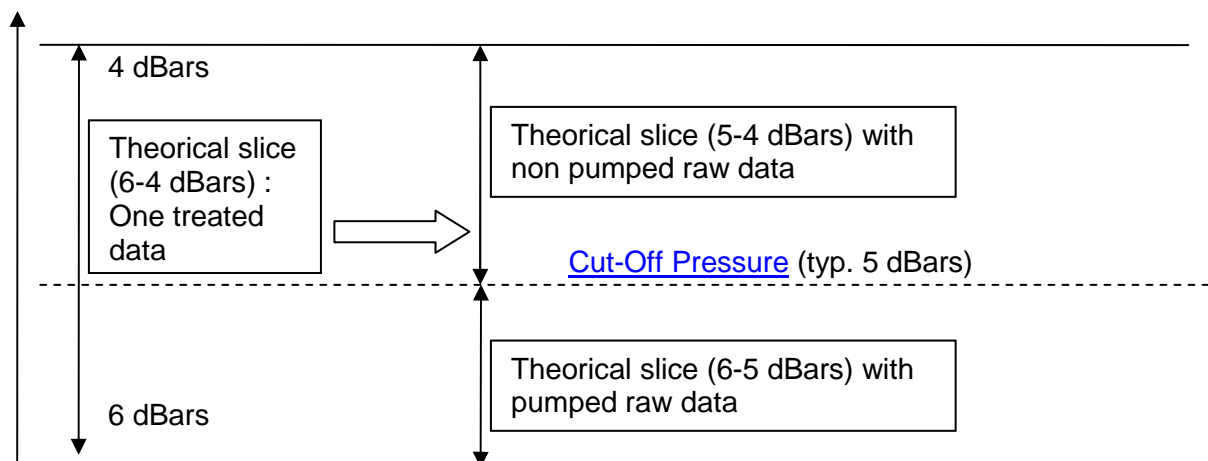 4 dBars
Theorical slice
(6-4 dBars) :
One treated
data
Theorical slice (5-4 dBars) with
non pumped raw data
Cut-Off Pressure (typ. 5 dBars)
Theorical slice (6-5 dBars) with
pumped raw data
6 dBars